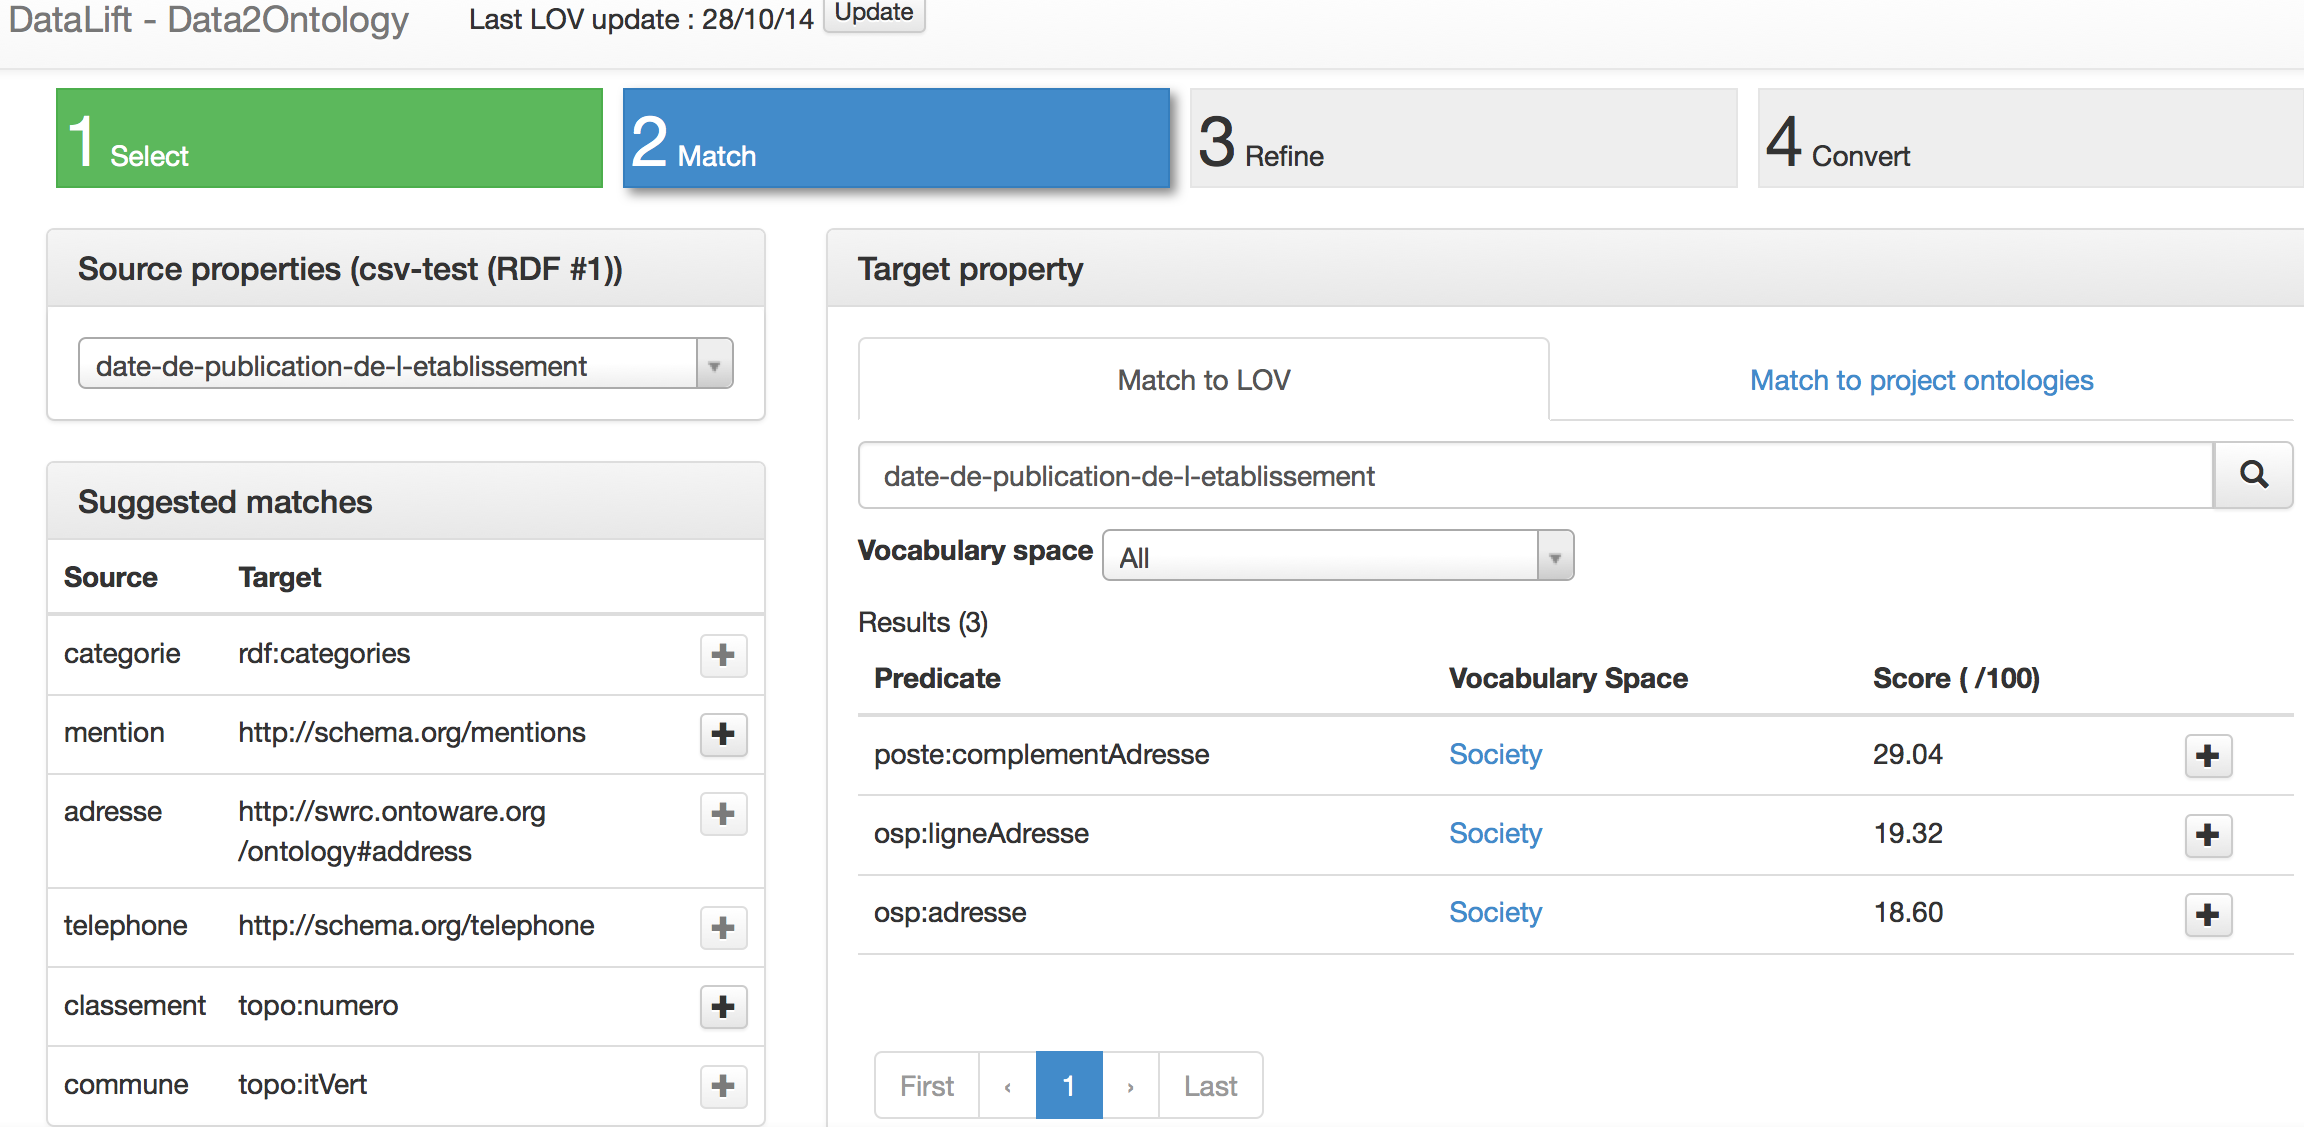 DataLift - Data2Ontology
Last LOV update : 28/10/14
Update
1 Select
2 Match
3 Refine
4 Convert
Source properties (csv-test (RDF #1))
date-de-publication-de-l-etablissement
Suggested matches
Source Target
categorie rdf:categories
mention http://schema.org/mentions
adresse http://swrc.ontoware.org
/ontology#address
telephone http://schema.org/telephone
classement topo:numero
commune topo:itVert
Target property
Match to LOV
Match to project ontologies
date-de-publication-de-l-etablissement
Vocabulary space All
Results (3)
Predicate Vocabulary Space Score ( /100)
poste:complementAdresse Society 29.04
osp:ligneAdresse Society 19.32
osp:adresse Society 18.60
First ‹ 1 › Last